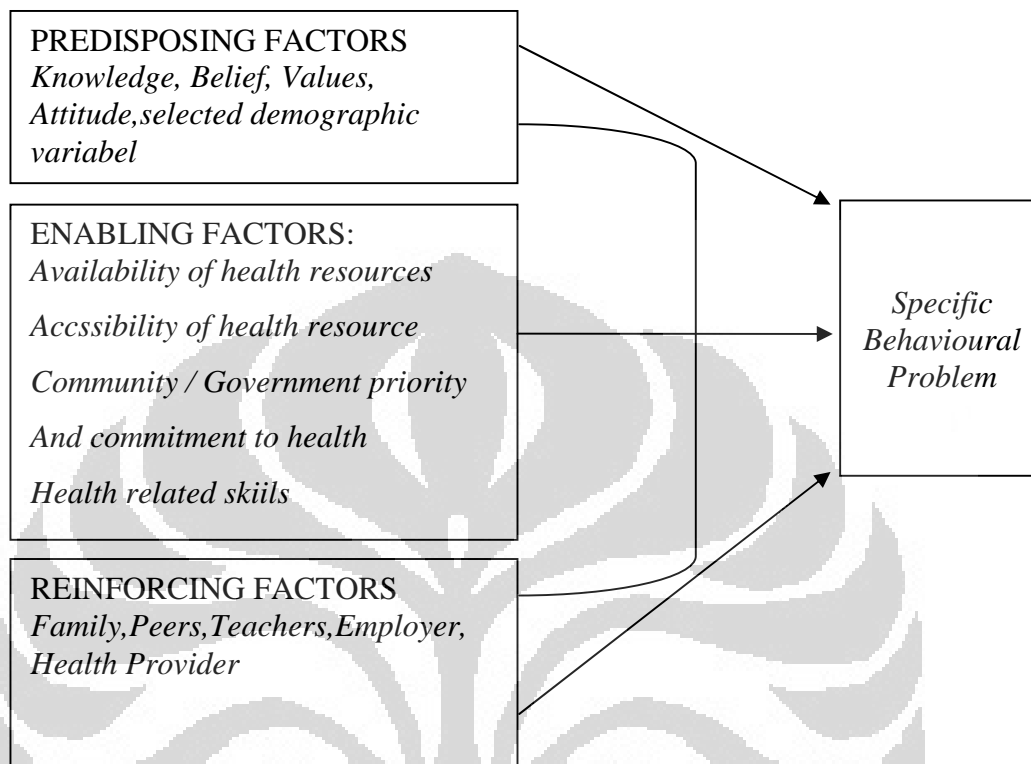 PREDISPOSING FACTORS
Knowledge, Belief, Values,
Attitude,selected demographic
variabel
ENABLING FACTORS:
Availability of health resources
Accssibility of health resource
Community / Government priority
And commitment to health
Health related skiils
REINFORCING FACTORS
Family,Peers,Teachers,Employer,
Health Provider
Specific
Behavioural
Problem